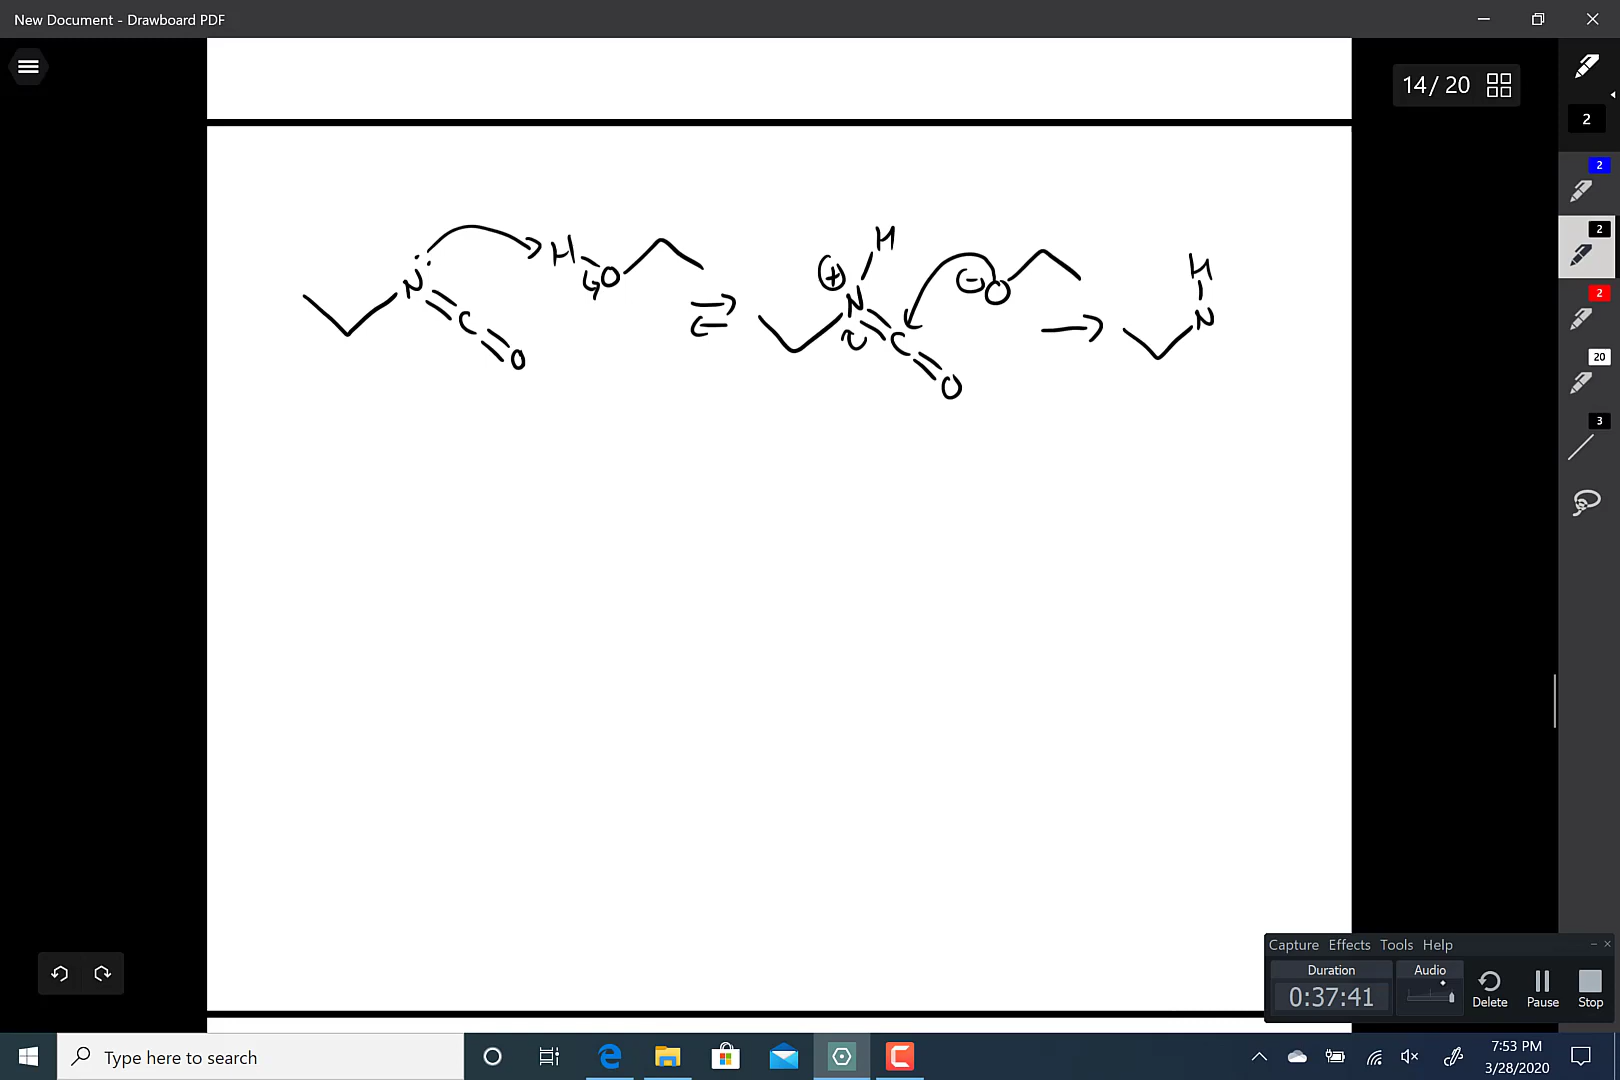 New Document - Drawboard PDF
14 / 20
2
2
2
2
20
3
H
N
C
O
H
O
H
+
N
C
O
−
O
H
N
Capture Effects Tools Help
Duration
Audio
0:37:41
Delete
Pause
Stop
Type here to search
7:53 PM
3/28/2020